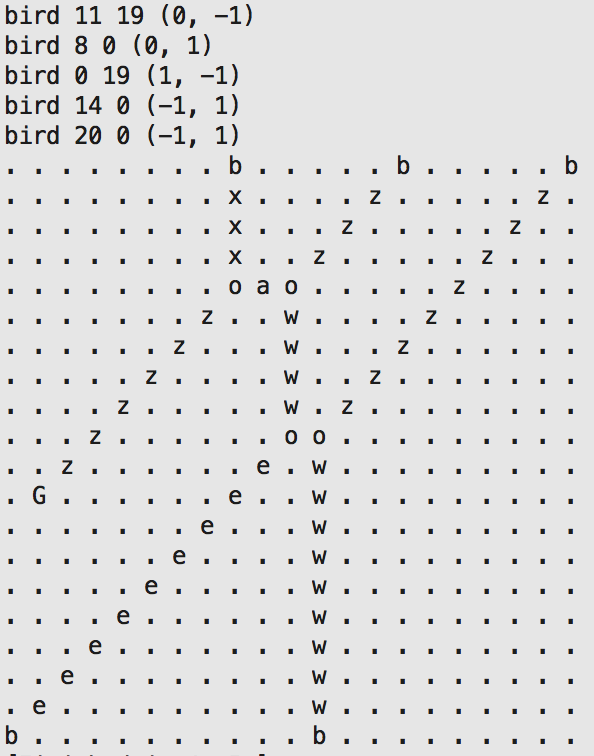 bird 11 19 (0, -1)
bird 8 0 (0, 1)
bird 0 19 (1, -1)
bird 14 0 (-1, 1)
bird 20 0 (-1, 1)
. . . . . . . . b . . . . . b . . . . . b
. . . . . . . . x . . . . z . . . . . z .
. . . . . . . . x . . . z . . . . . z . .
. . . . . . . . x . . z . . . . . z . . .
. . . . . . . . o a o . . . . . z . . . .
. . . . . . . z . . w . . . . z . . . . .
. . . . . . z . . . w . . . z . . . . . .
. . . . . z . . . . w . . z . . . . . . .
. . . . z . . . . . w . z . . . . . . . .
. . . z . . . . . . o o . . . . . . . . .
. . z . . . . . . e . w . . . . . . . . .
. G . . . . . . e . . w . . . . . . . . .
. . . . . . . e . . . w . . . . . . . . .
. . . . . . e . . . . w . . . . . . . . .
. . . . . e . . . . . w . . . . . . . . .
. . . . e . . . . . . w . . . . . . . . .
. . . e . . . . . . . w . . . . . . . . .
. . e . . . . . . . . w . . . . . . . . .
. e . . . . . . . . . w . . . . . . . . .
b . . . . . . . . . . b . . . . . . . . .